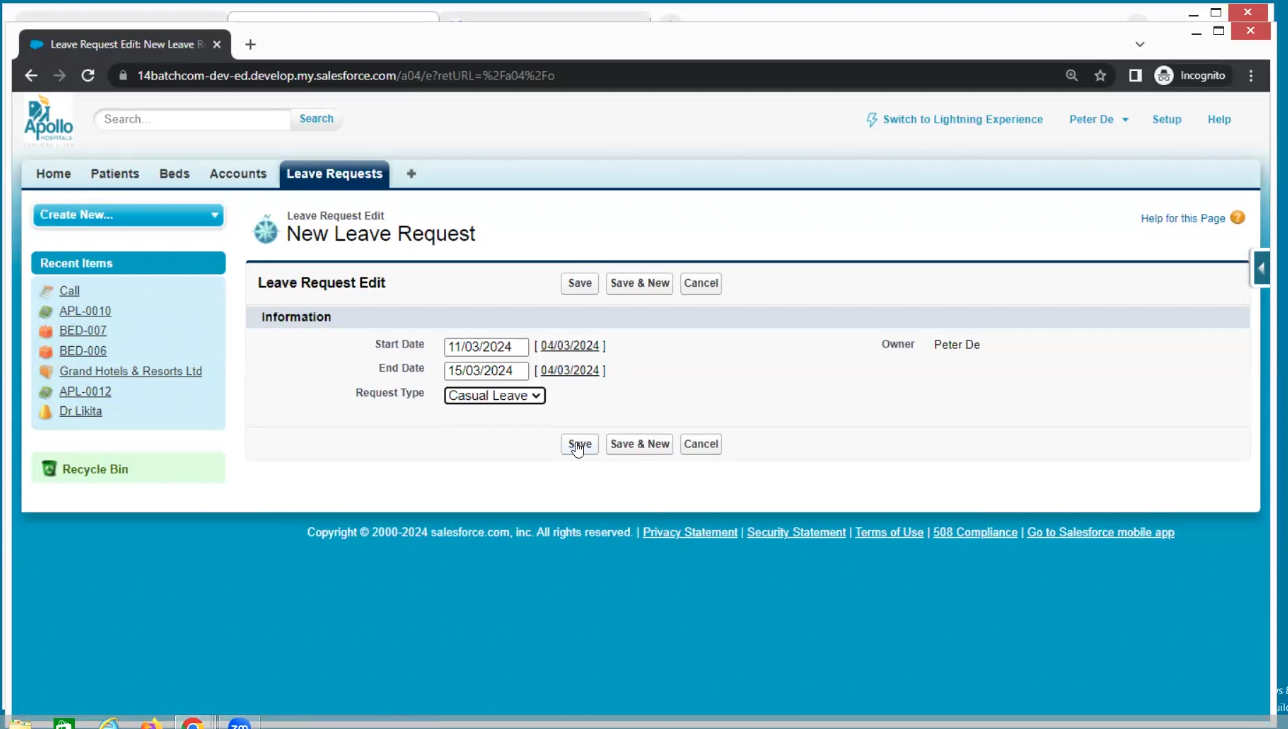 Leave Request Edit: New Leave R
14batchcom-dev-ed.develop.my.salesforce.com/a04/e?retURL=%2Fa04%2Fo
Incognito
Apollo
HOSPITALS
Search...
Search
Switch to Lightning Experience
Peter De
Setup
Help
Home
Patients
Beds
Accounts
Leave Requests
Create New...
Leave Request Edit
New Leave Request
Help for this Page
Recent Items
Call
APL-0010
BED-007
BED-006
Grand Hotels & Resorts Ltd
APL-0012
Dr Likita
Recycle Bin
Leave Request Edit
Save
Save & New
Cancel
Information
Start Date
11/03/2024
[ 04/03/2024 ]
Owner
Peter De
End Date
15/03/2024
[ 04/03/2024 ]
Request Type
Casual Leave
Save
Save & New
Cancel
Copyright © 2000-2024 salesforce.com, inc. All rights reserved. | Privacy Statement | Security Statement | Terms of Use | 508 Compliance | Go to Salesforce mobile app